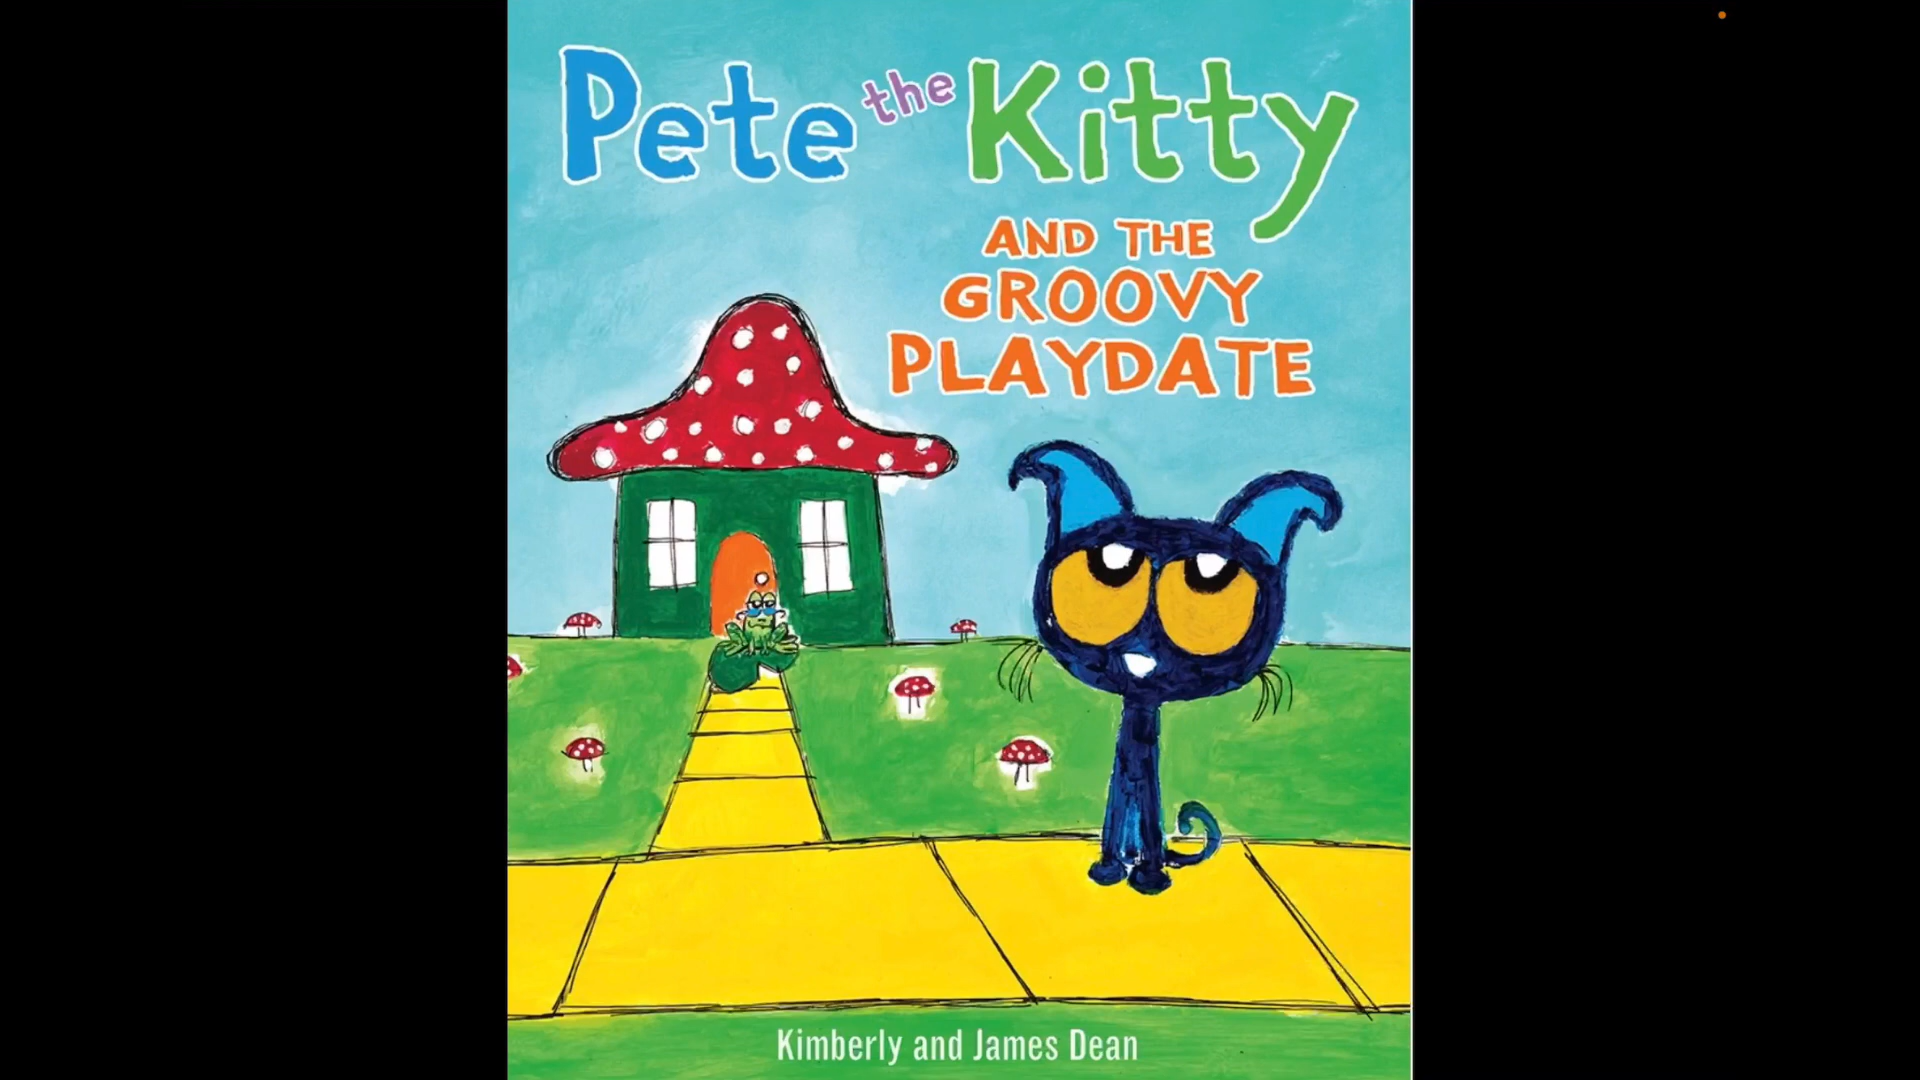 Pete the Kitty
AND THE
GROOVY
PLAYDATE
Kimberly and James Dean